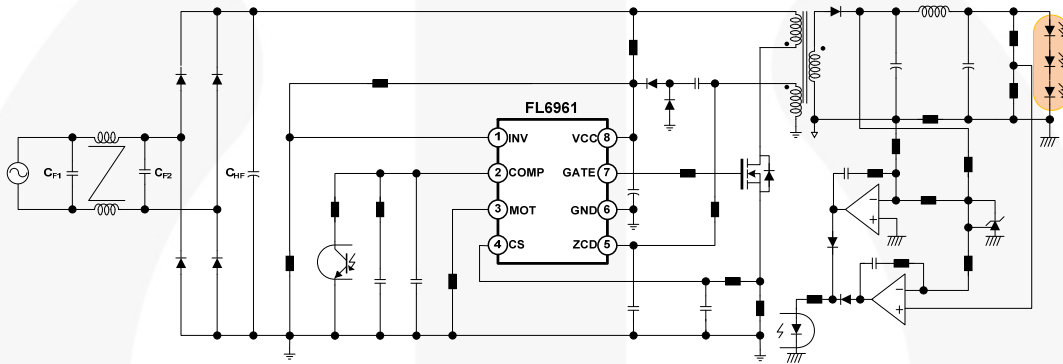 FL6961
1 INV
VCC 8
2 COMP
GATE 7
3 MOT
GND 6
4 CS
ZCD 5
CF1
CF2
CHF